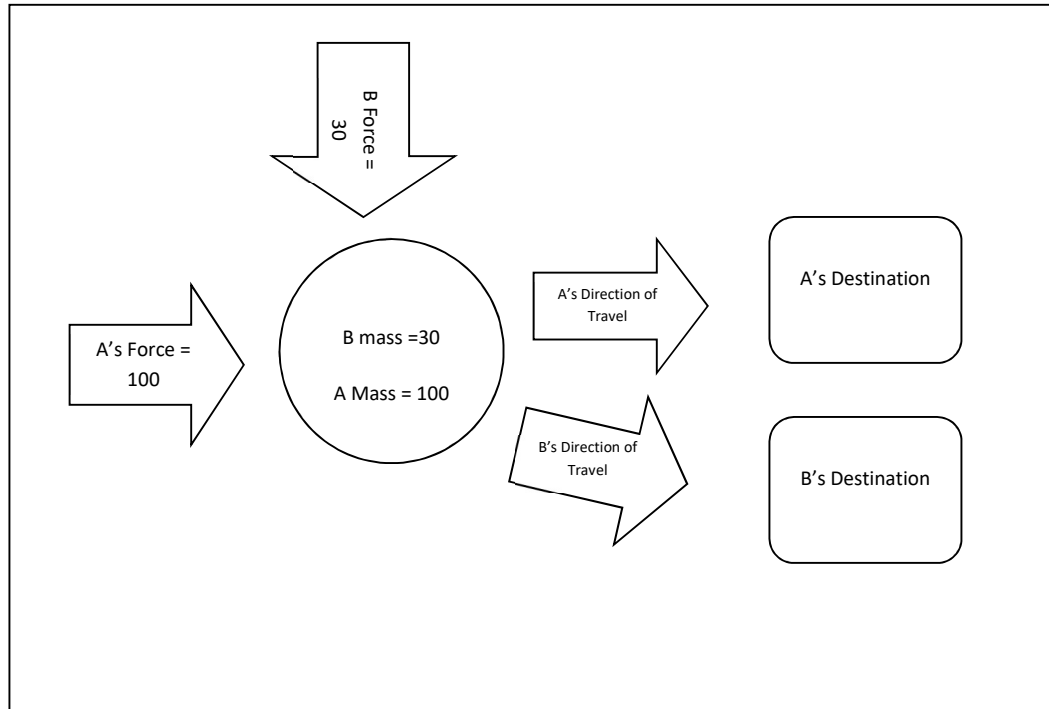 B Force =
30
A's Force =
100
B mass =30
A Mass = 100
A's Direction of
Travel
B's Direction of
Travel
A's Destination
B's Destination